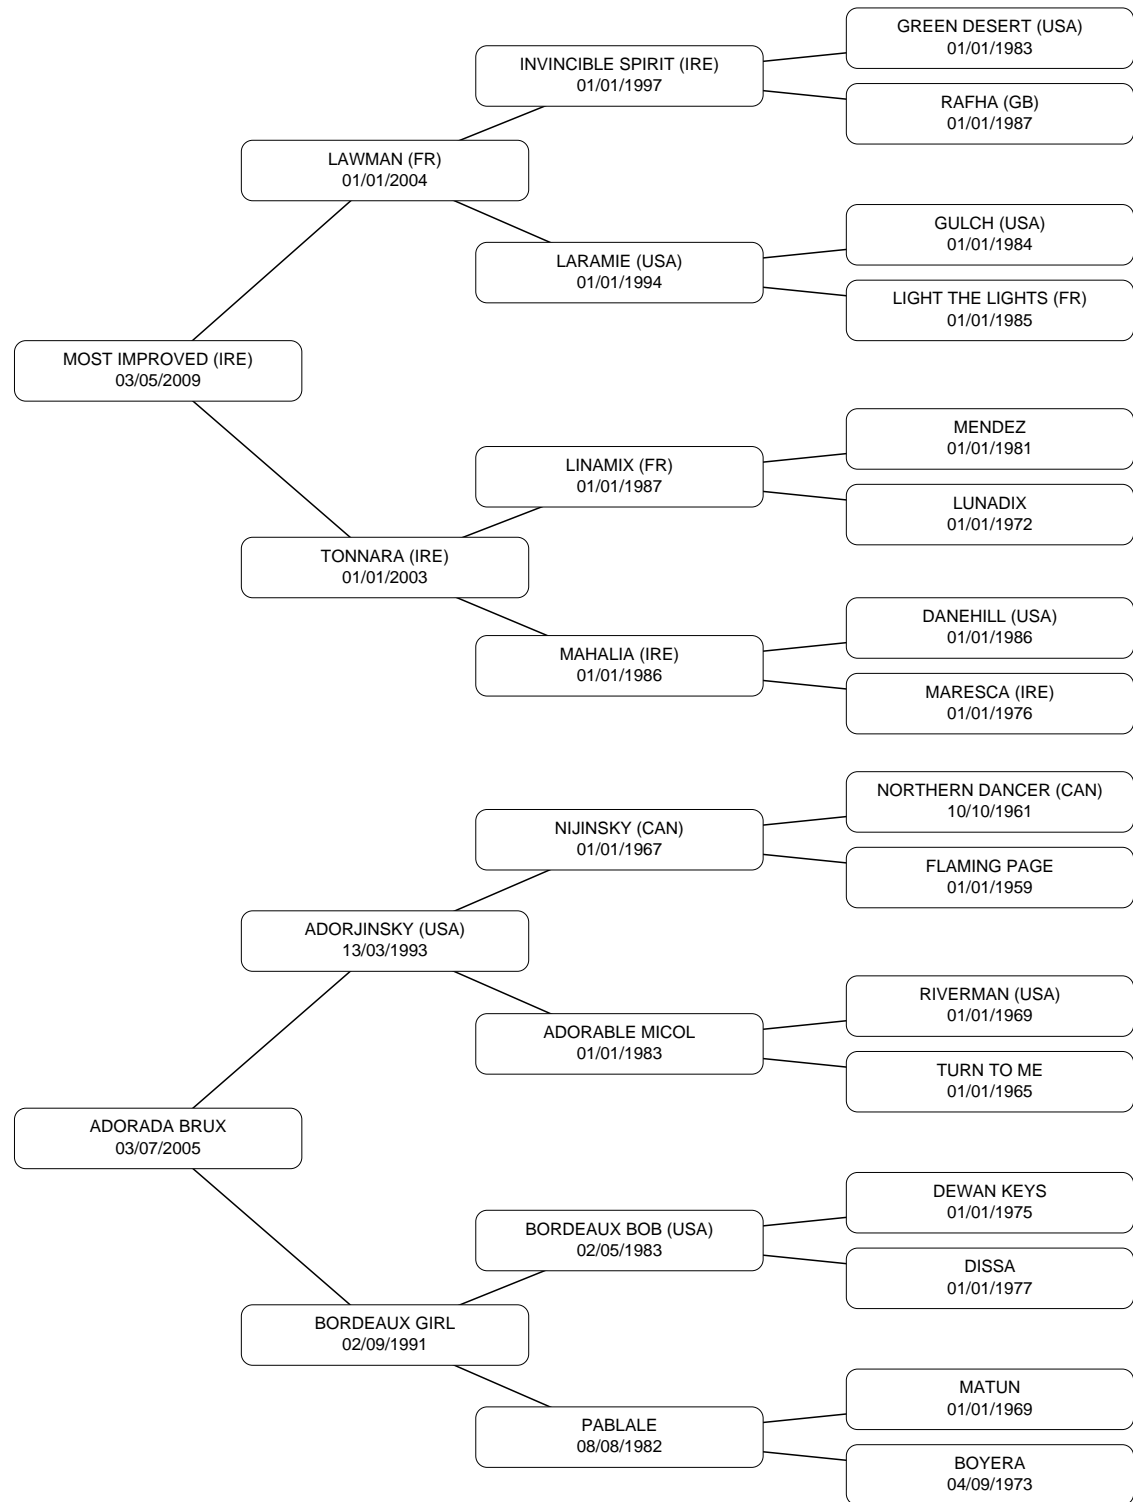 GREEN DESERT (USA)
01/01/1983
INVINCIBLE SPIRIT (IRE)
01/01/1997
RAFHA (GB)
01/01/1987
LAWMAN (FR)
01/01/2004
GULCH (USA)
01/01/1984
LARAMIE (USA)
01/01/1994
LIGHT THE LIGHTS (FR)
01/01/1985
MOST IMPROVED (IRE)
03/05/2009
MENDEZ
01/01/1981
LINAMIX (FR)
01/01/1987
LUNADIX
01/01/1972
TONNARA (IRE)
01/01/2003
DANEHILL (USA)
01/01/1986
MAHALIA (IRE)
01/01/1986
MARESCA (IRE)
01/01/1976
NORTHERN DANCER (CAN)
10/10/1961
NIJINSKY (CAN)
01/01/1967
FLAMING PAGE
01/01/1959
ADORJINSKY (USA)
13/03/1993
RIVERMAN (USA)
01/01/1969
ADORABLE MICOL
01/01/1983
TURN TO ME
01/01/1965
ADORADA BRUX
03/07/2005
DEWAN KEYS
01/01/1975
BORDEAUX BOB (USA)
02/05/1983
DISSA
01/01/1977
BORDEAUX GIRL
02/09/1991
MATUN
01/01/1969
PABLALE
08/08/1982
BOYERA
04/09/1973